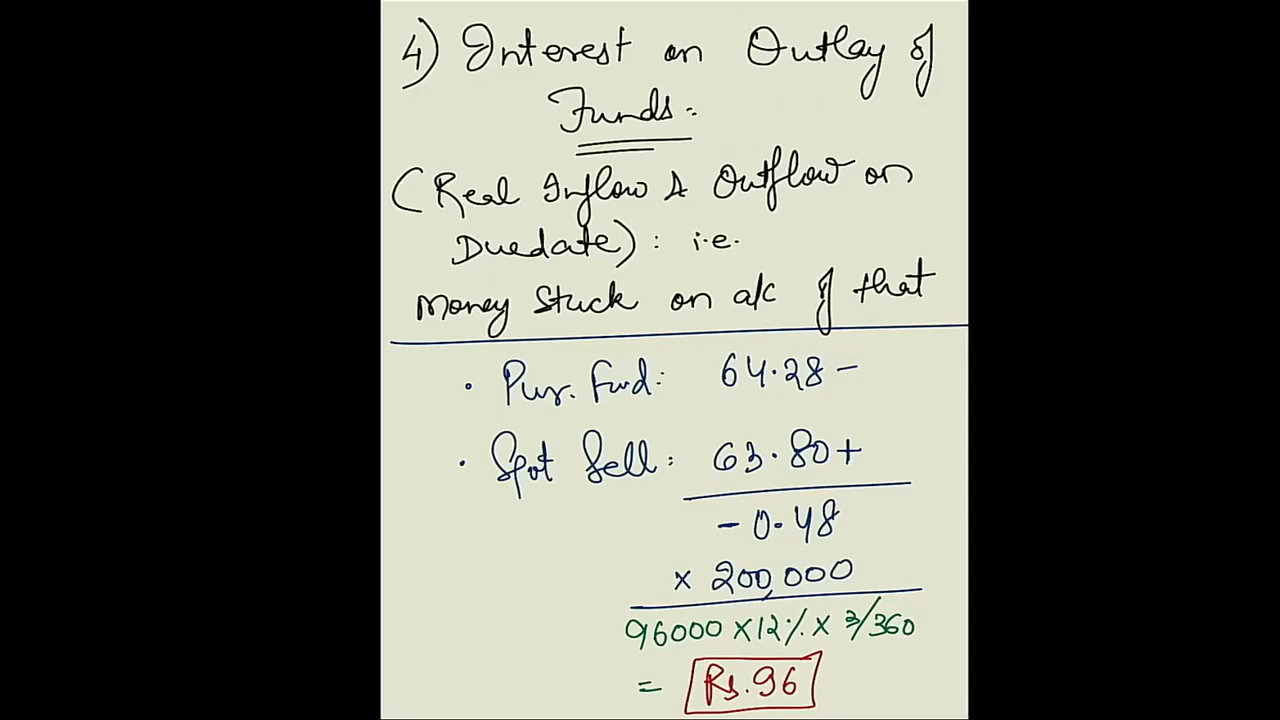 4) Interest on Outlay of
Funds:
(Real Inflow & Outflow on
Duedate) : i.e.
Money Stuck on a/c of that
• Pur. Fwd: 64.28 -
• Spot Sell: 63.80+
- 0.48
x 200,000
96000 x 12% x 3/360
= Rs. 96